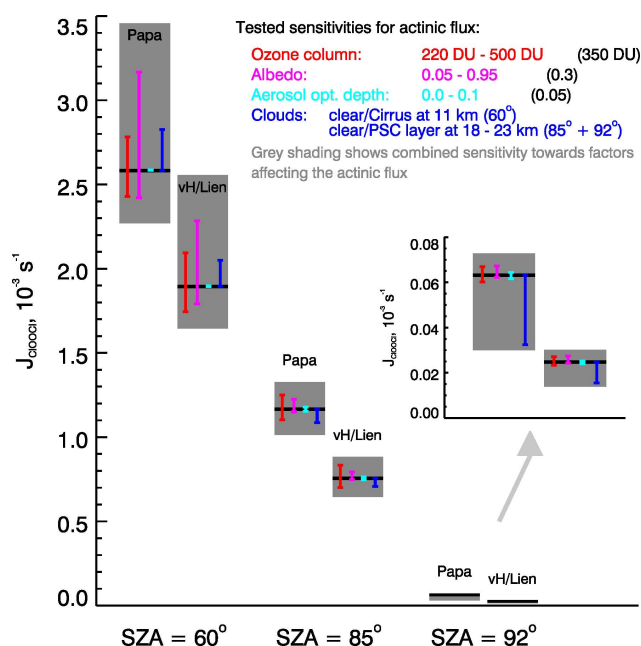 3.5
3.0
2.5
2.0
1.5
1.0
0.5
0.0
J_ClOOCl, 10^-3 s^-1
Tested sensitivities for actinic flux:
Ozone column: 220 DU - 500 DU (350 DU)
Albedo: 0.05 - 0.95 (0.3)
Aerosol opt. depth: 0.0 - 0.1 (0.05)
Clouds: clear/Cirrus at 11 km (60°)
clear/PSC layer at 18 - 23 km (85° + 92°)
Grey shading shows combined sensitivity towards factors
affecting the actinic flux
Papa
vH/Lien
Papa
vH/Lien
0.08
0.06
0.04
0.02
0.00
J_ClOOCl, 10^-3 s^-1
Papa
vH/Lien
SZA = 60° SZA = 85° SZA = 92°